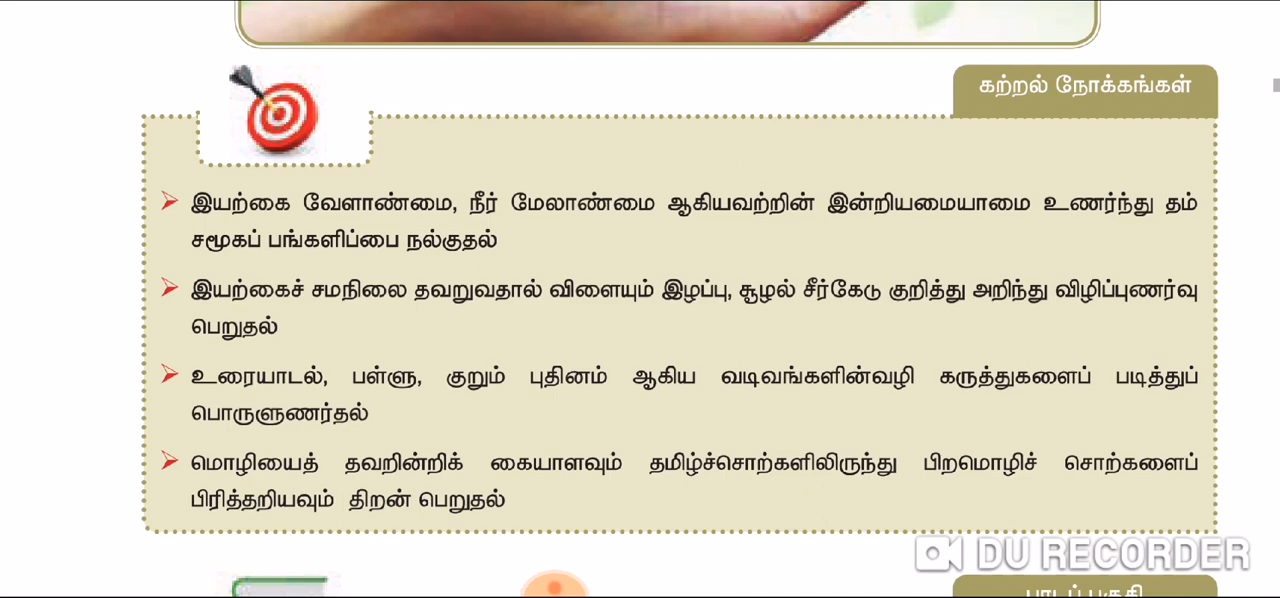 கற்றல் நோக்கங்கள்
இயற்கை வேளாண்மை, நீர் மேலாண்மை ஆகியவற்றின் இன்றியமையாமை உணர்ந்து தம்
சமூகப் பங்களிப்பை நல்குதல்
இயற்கைச் சமநிலை தவறுவதால் விளையும் இழப்பு, சூழல் சீர்கேடு குறித்து அறிந்து விழிப்புணர்வு
பெறுதல்
உரையாடல், பள்ளு, குறும் புதினம் ஆகிய வடிவங்களின்வழி கருத்துகளைப் படித்துப்
பொருளுணர்தல்
மொழியைத் தவறின்றிக் கையாளவும் தமிழ்ச்சொற்களிலிருந்து பிறமொழிச் சொற்களைப்
பிரித்தறியவும் திறன் பெறுதல்
DU RECORDER